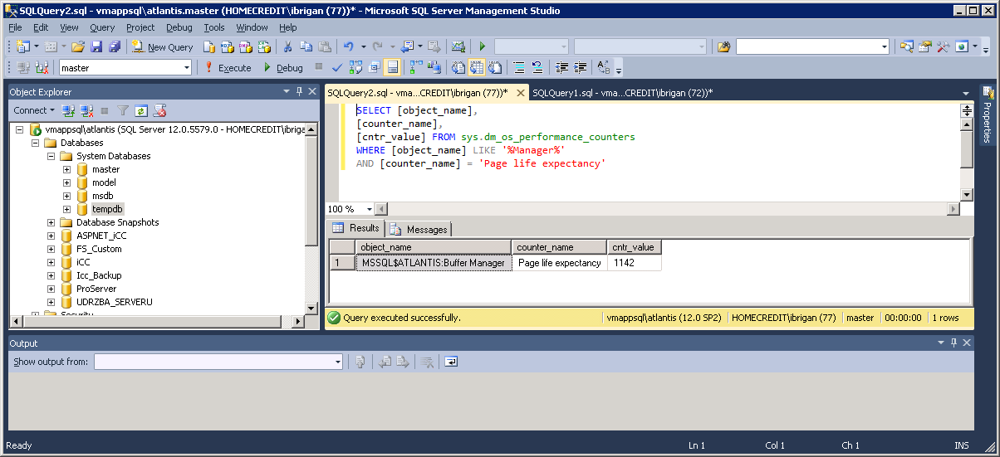 SQLQuery2.sql - vmappsql\atlantis.master (HOMECREDIT\ibrigan (77))* - Microsoft SQL Server Management Studio
File Edit View Query Project Debug Tools Window Help
New Query
master Execute Debug
Object Explorer
Connect
vmappsql\atlantis (SQL Server 12.0.5579.0 - HOMECREDIT\ibriga
Databases
System Databases
master
model
msdb
tempdb
Database Snapshots
ASPNET_iCC
FS_Custom
iCC
Icc_Backup
ProServer
UDRZBA_SERVERU
Security
SQLQuery2.sql - vma...CREDIT\ibrigan (77))* SQLQuery1.sql - vma...CREDIT\ibrigan (72))*
SELECT [object_name],
[counter_name],
[cntr_value] FROM sys.dm_os_performance_counters
WHERE [object_name] LIKE '%Manager%'
AND [counter_name] = 'Page life expectancy'
100 %
Results Messages
object_name counter_name cntr_value
1 MSSQL$ATLANTIS:Buffer Manager Page life expectancy 1142
Query executed successfully. vmappsql\atlantis (12.0 SP2) HOMECREDIT\ibrigan (77) master 00:00:00 1 rows
Properties
Output
Show output from:
Ready Ln 1 Col 1 Ch 1 INS